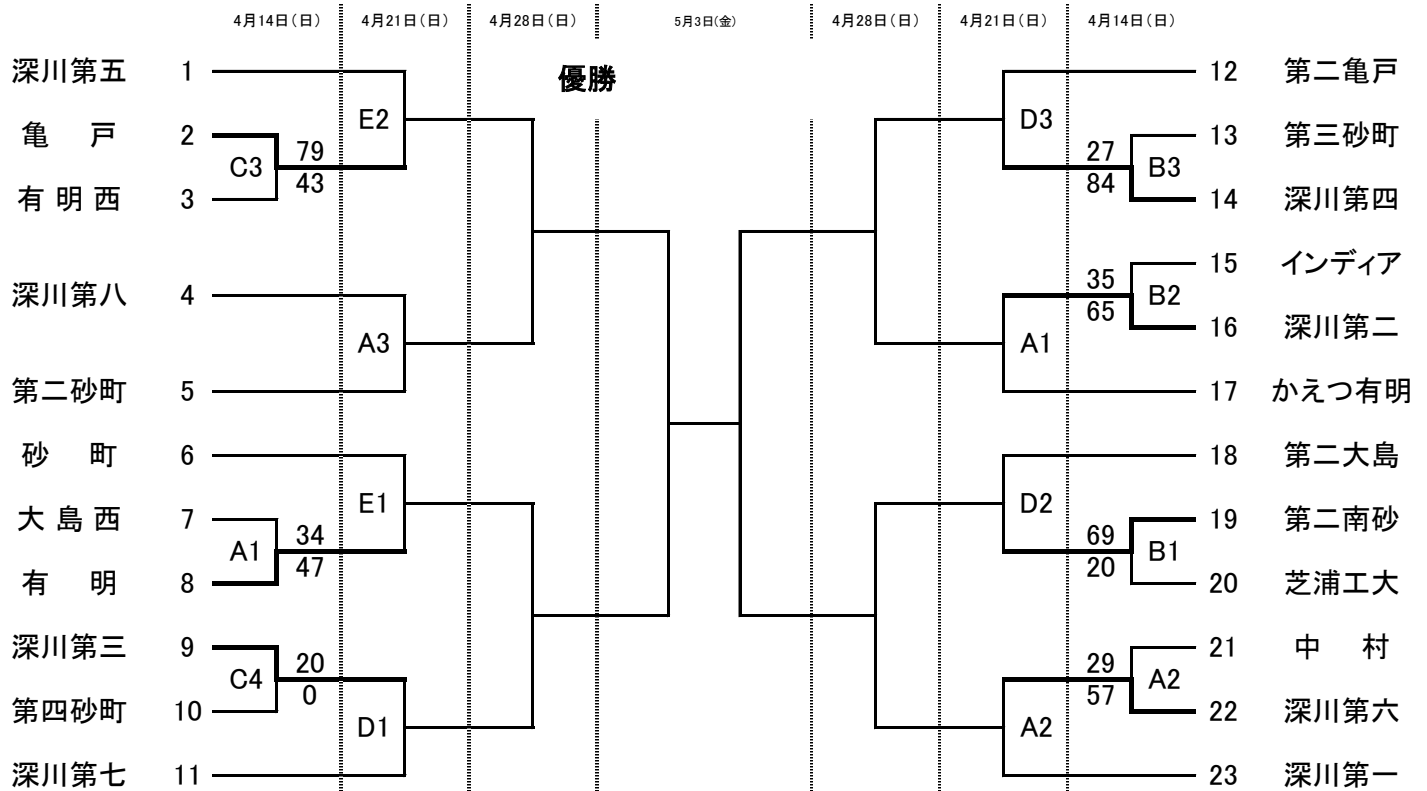 4月14日(日) 4月21日(日) 4月28日(日) 5月3日(金) 4月28日(日) 4月21日(日) 4月14日(日)
深川第五 1 優勝 12 第二亀戸
E2 D3
亀 戸 2 13 第三砂町
79 27
C3 B3
43 84
有明西 3 14 深川第四
15 インディア
35
深川第八 4 B2
65
16 深川第二
A3 A1
第二砂町 5 17 かえつ有明
砂 町 6 18 第二大島
E1 D2
大島西 7 19 第二南砂
34 69
A1 B1
47 20
有 明 8 20 芝浦工大
深川第三 9 21 中 村
20 29
C4 A2
0 57
第四砂町 10 22 深川第六
D1 A2
深川第七 11 23 深川第一